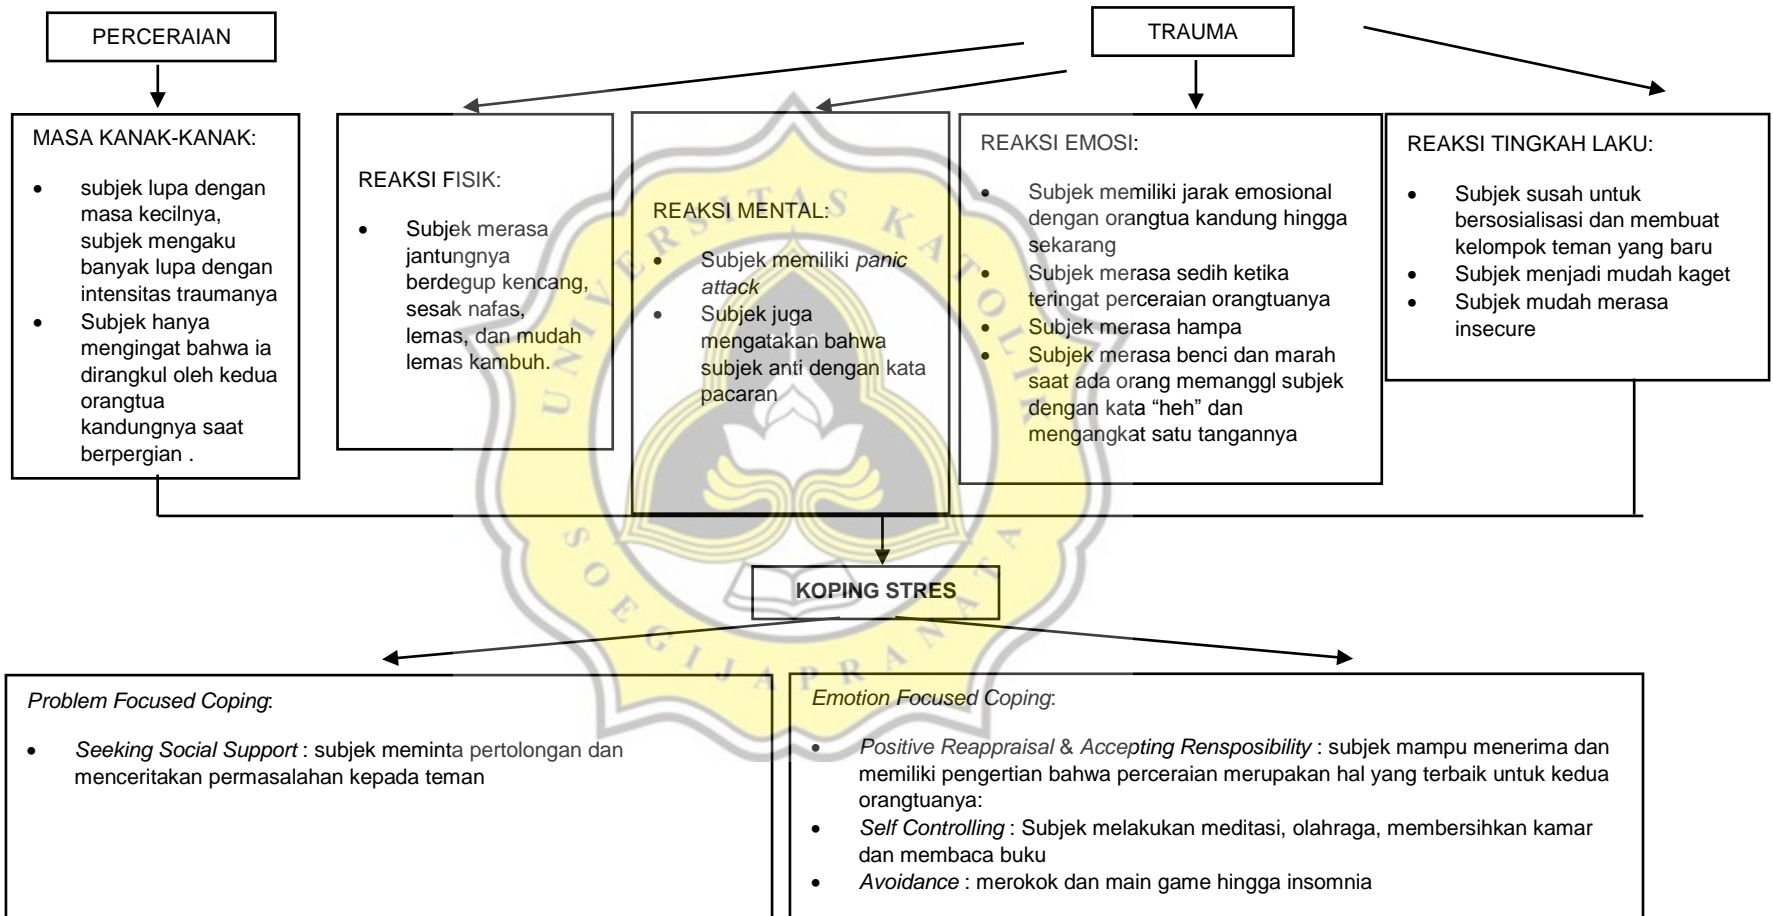 PERCERAIAN
TRAUMA
MASA KANAK-KANAK:
• subjek lupa dengan
masa kecilnya,
subjek mengaku
banyak lupa dengan
intensitas traumanya
• Subjek hanya
mengingat bahwa ia
dirangkul oleh kedua
orangtua
kandungnya saat
berpergian .
REAKSI FISIK:
• Subjek merasa
jantungnya
berdegup kencang,
sesak nafas,
lemas, dan mudah
lemas kambuh.
REAKSI MENTAL:
• Subjek memiliki panic
attack
• Subjek juga
mengatakan bahwa
subjek anti dengan kata
pacaran
REAKSI EMOSI:
• Subjek memiliki jarak emosional
dengan orangtua kandung hingga
sekarang
• Subjek merasa sedih ketika
teringat perceraian orangtuanya
• Subjek merasa hampa
• Subjek merasa benci dan marah
saat ada orang memanggl subjek
dengan kata “heh” dan
mengangkat satu tangannya
REAKSI TINGKAH LAKU:
• Subjek susah untuk
bersosialisasi dan membuat
kelompok teman yang baru
• Subjek menjadi mudah kaget
• Subjek mudah merasa
insecure
UNIVERSITAS KATOLIK
SOEGIJAPRANATA
KOPING STRES
Problem Focused Coping:
• Seeking Social Support : subjek meminta pertolongan dan
menceritakan permasalahan kepada teman
Emotion Focused Coping:
• Positive Reappraisal & Accepting Rensposibility : subjek mampu menerima dan
memiliki pengertian bahwa perceraian merupakan hal yang terbaik untuk kedua
orangtuanya:
• Self Controlling : Subjek melakukan meditasi, olahraga, membersihkan kamar
dan membaca buku
• Avoidance : merokok dan main game hingga insomnia